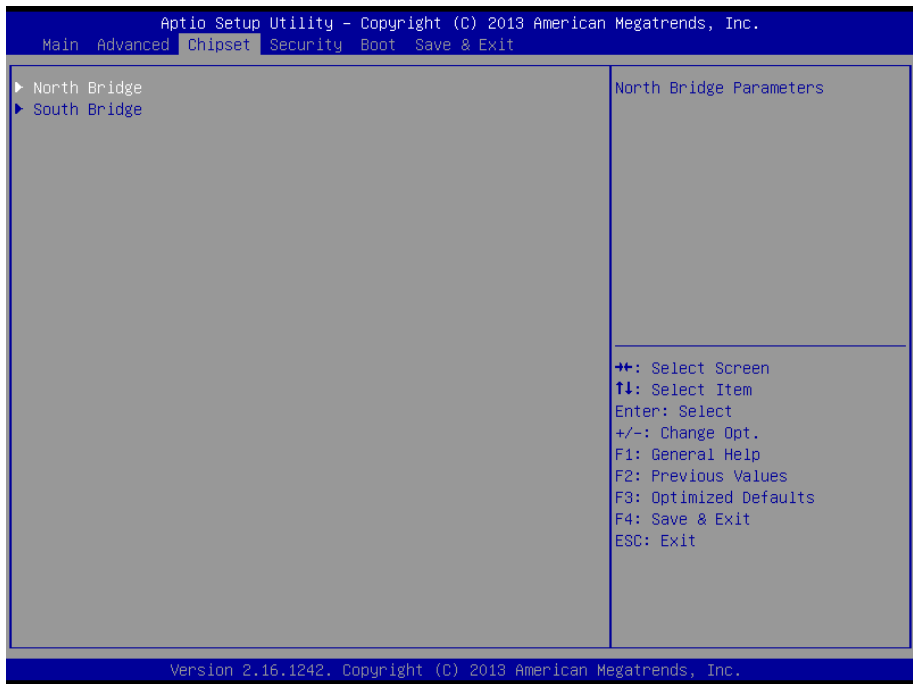 Aptio Setup Utility – Copyright (C) 2013 American Megatrends, Inc.
Main Advanced Chipset Security Boot Save & Exit
▶ North Bridge
▶ South Bridge
North Bridge Parameters
→←: Select Screen
↑↓: Select Item
Enter: Select
+/-: Change Opt.
F1: General Help
F2: Previous Values
F3: Optimized Defaults
F4: Save & Exit
ESC: Exit
Version 2.16.1242. Copyright (C) 2013 American Megatrends, Inc.